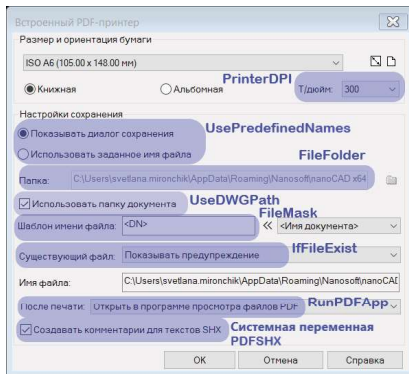 Встроенный PDF-принтер
Размер и ориентация бумаги
ISO A6 (105.00 x 148.00 мм)
PrinterDPI
Книжная Альбомная Т/дюйм: 300
Настройки сохранения
Показывать диалог сохранения UsePredefinedNames
Использовать заданное имя файла
FileFolder
Папка: C:\Users\svetlana.mironchik\AppData\Roaming\Nanosoft\nanoCAD x64
Использовать папку документа UseDWGPath
FileMask
Шаблон имени файла: <DN> << <Имя документа>
IfFileExist
Существующий файл: Показывать предупреждение
Имя файла: C:\Users\svetlana.mironchik\AppData\Roaming\Nanosoft\nanoCA
После печати: Открыть в программе просмотра файлов PDF RunPDFApp
Создавать комментарии для текстов SHX Системная переменная
PDFSHX
OK Отмена Справка